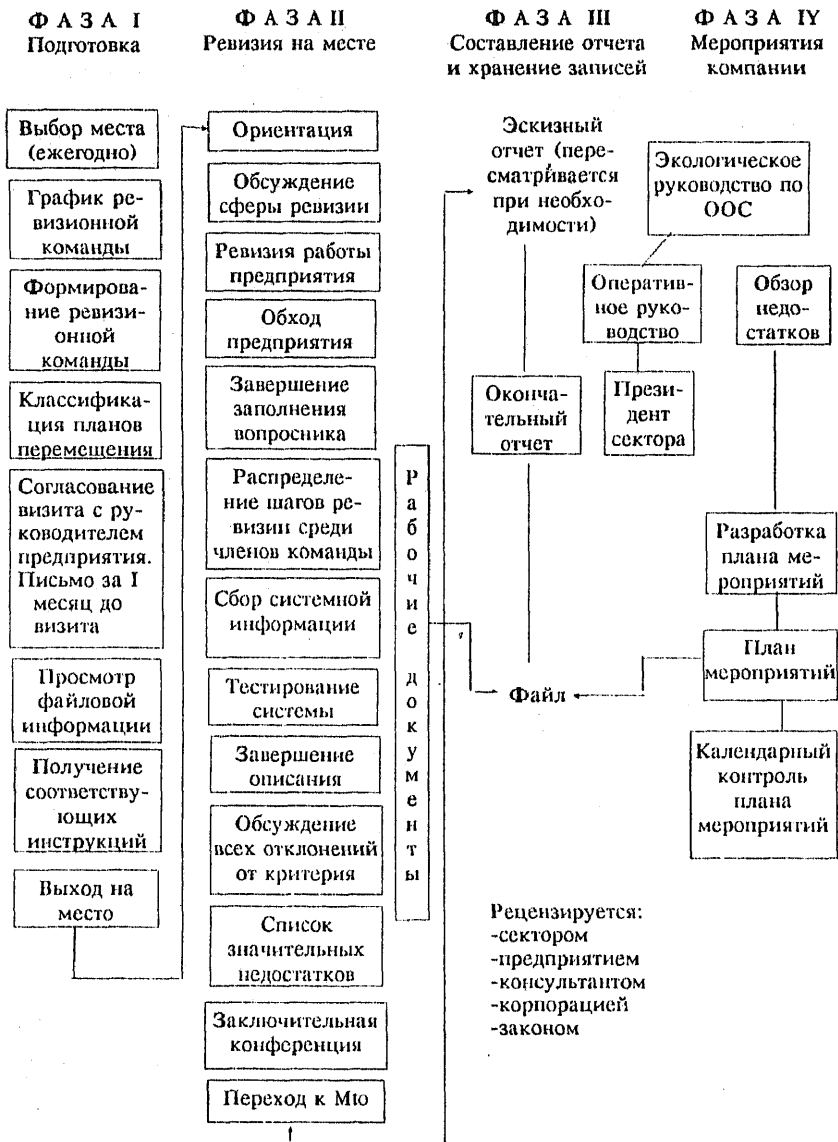 Ф А З А I
Подготовка
Ф А З А II
Ревизия на месте
Ф А З А III
Составление отчета
и хранение записей
Ф А З А IY
Мероприятия
компании
Выбор места
(ежегодно)
График ре-
визионной
команды
Формирова-
ние ревизи-
онной
команды
Классифика-
ция планов
перемещения
Согласование
визита с ру-
ководителем
предприятия.
Письмо за I
месяц до
визита
Просмотр
файловой
информации
Получение
соответству-
ющих
инструкций
Выход на
место
Ориентация
Обсуждение
сферы ревизии
Ревизия работы
предприятия
Обход
предприятия
Завершение
заполнения
вопросника
Распределе-
ние шагов ре-
визии среди
членов команды
Сбор системной
информации
Тестирование
системы
Завершение
описания
Обсуждение
всех отклонений
от критерия
Список
значительных
недостатков
Заключительная
конференция
Переход к Mto
Рабочие документы
Эскизный
отчет (пере-
сматривается
при необхо-
димости)
Экологическое
руководство по
ООС
Оператив-
ное руко-
водство
Прези-
дент
сектора
Оконча-
тельный
отчет
Файл
Рецензируется:
-сектором
-предприятием
-консультантом
-корпорацией
-законом
Обзор
недо-
статков
Разработка
плана ме-
роприятий
План
мероприятий
Календарный
контроль
плана
мероприятий